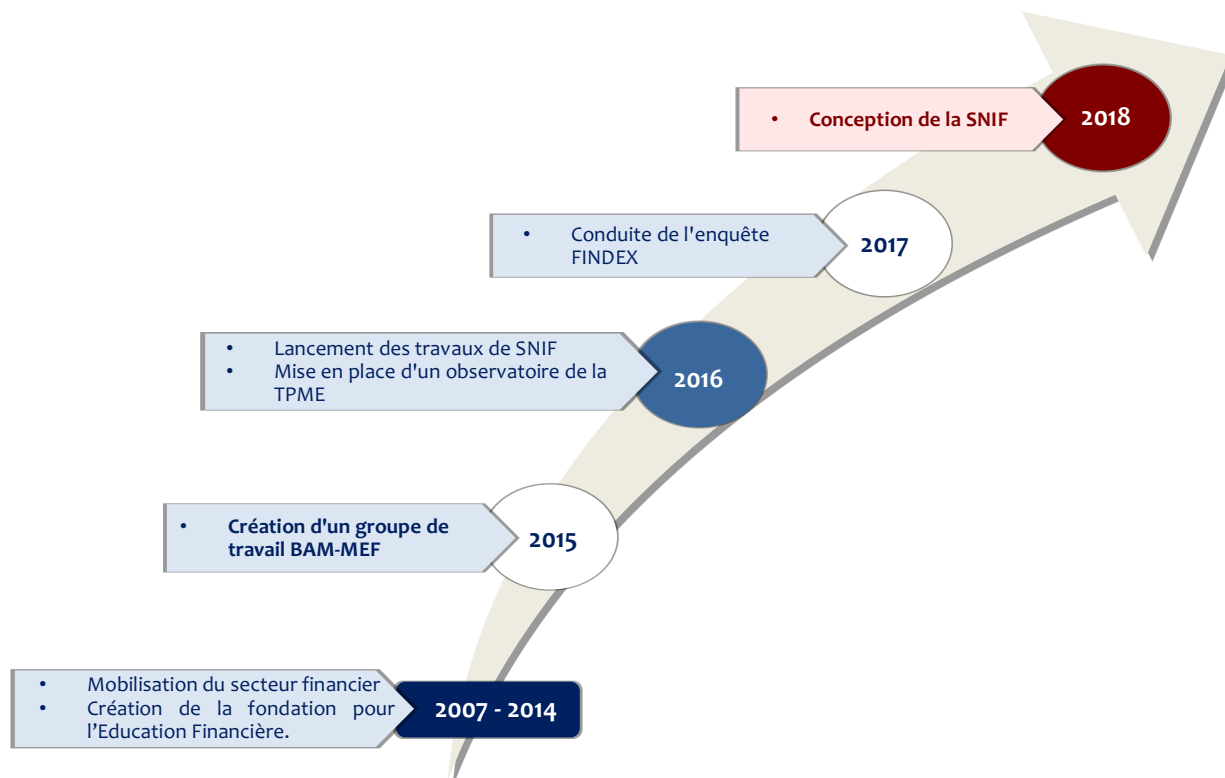 • Conception de la SNIF
2018
• Conduite de l'enquête
FINDEX
2017
• Lancement des travaux de SNIF
• Mise en place d'un observatoire de la
TPME
2016
• Création d'un groupe de
travail BAM-MEF
2015
• Mobilisation du secteur financier
• Création de la fondation pour
l’Education Financière.
2007 - 2014